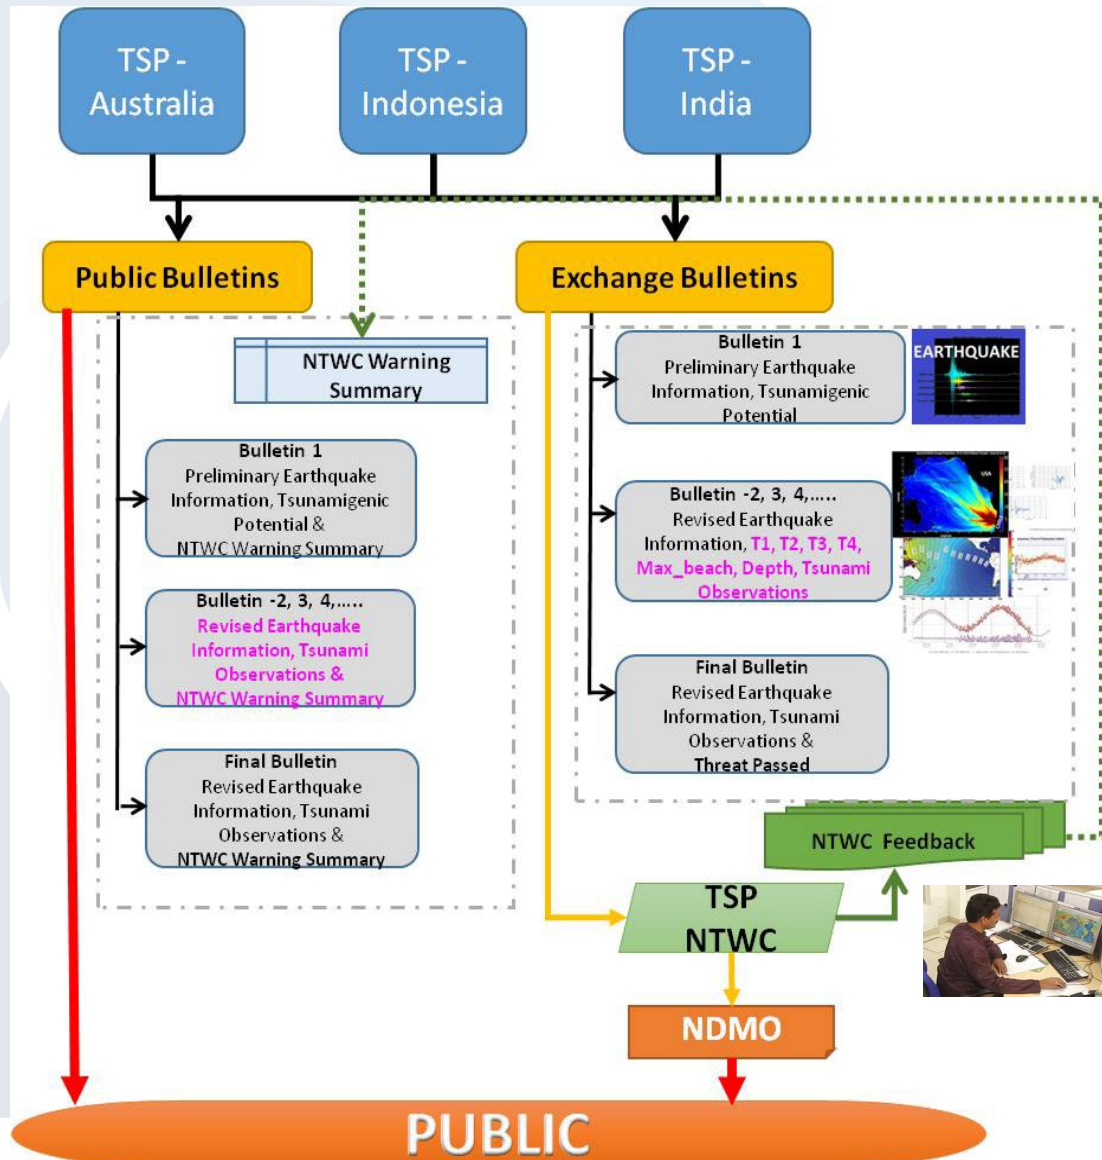 TSP -
Australia
TSP -
Indonesia
TSP -
India
Public Bulletins
Exchange Bulletins
NTWC Warning
Summary
Bulletin 1
Preliminary Earthquake
Information, Tsunamigenic
Potential &
NTWC Warning Summary
Bulletin -2, 3, 4,.....
Revised Earthquake
Information, Tsunami
Observations &
NTWC Warning Summary
Final Bulletin
Revised Earthquake
Information, Tsunami
Observations &
NTWC Warning Summary
Bulletin 1
Preliminary Earthquake
Information, Tsunamigenic
Potential
EARTHQUAKE
Bulletin -2, 3, 4,.....
Revised Earthquake
Information, T1, T2, T3, T4,
Max_beach, Depth, Tsunami
Observations
USA
Final Bulletin
Revised Earthquake
Information, Tsunami
Observations &
Threat Passed
NTWC Feedback
TSP
NTWC
NDMO
PUBLIC